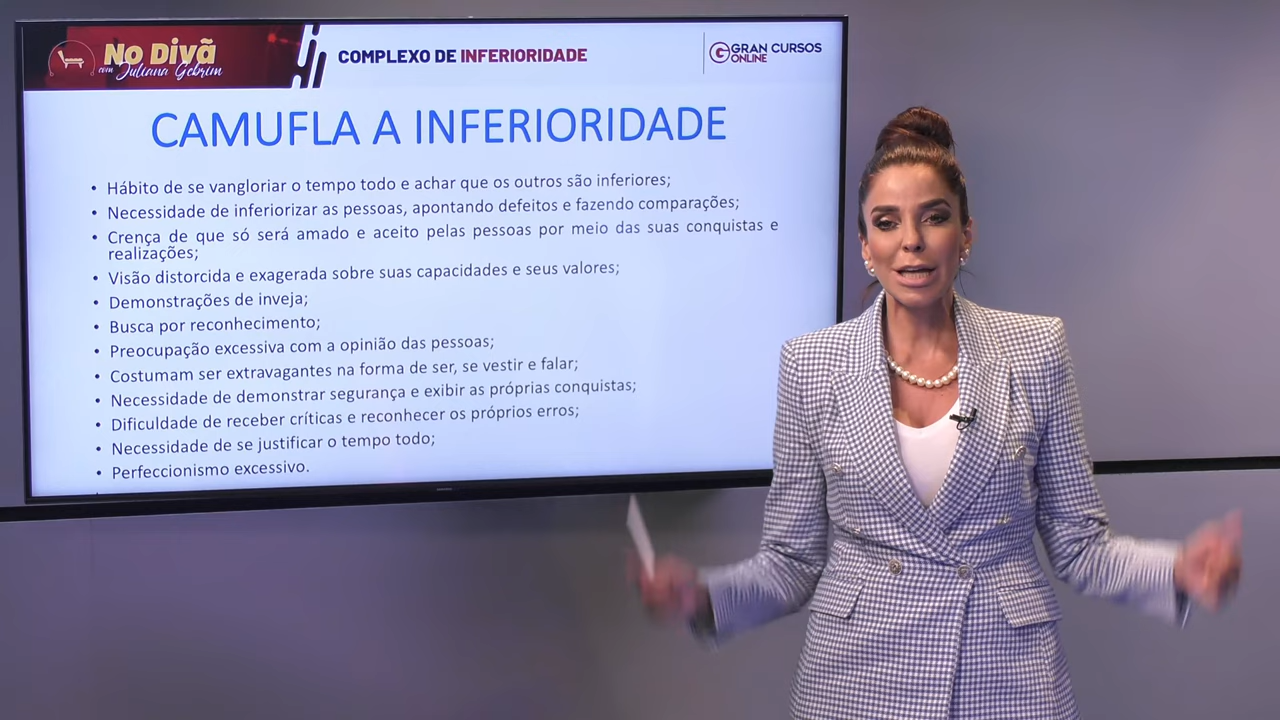 No Divã
com Juliana Gebrim
COMPLEXO DE INFERIORIDADE
GRAN CURSOS
ONLINE
CAMUFLA A INFERIORIDADE
• Hábito de se vangloriar o tempo todo e achar que os outros são inferiores;
• Necessidade de inferiorizar as pessoas, apontando defeitos e fazendo comparações;
• Crença de que só será amado e aceito pelas pessoas por meio das suas conquistas e
realizações;
• Visão distorcida e exagerada sobre suas capacidades e seus valores;
• Demonstrações de inveja;
• Busca por reconhecimento;
• Preocupação excessiva com a opinião das pessoas;
• Costumam ser extravagantes na forma de ser, se vestir e falar;
• Necessidade de demonstrar segurança e exibir as próprias conquistas;
• Dificuldade de receber críticas e reconhecer os próprios erros;
• Necessidade de se justificar o tempo todo;
• Perfeccionismo excessivo.